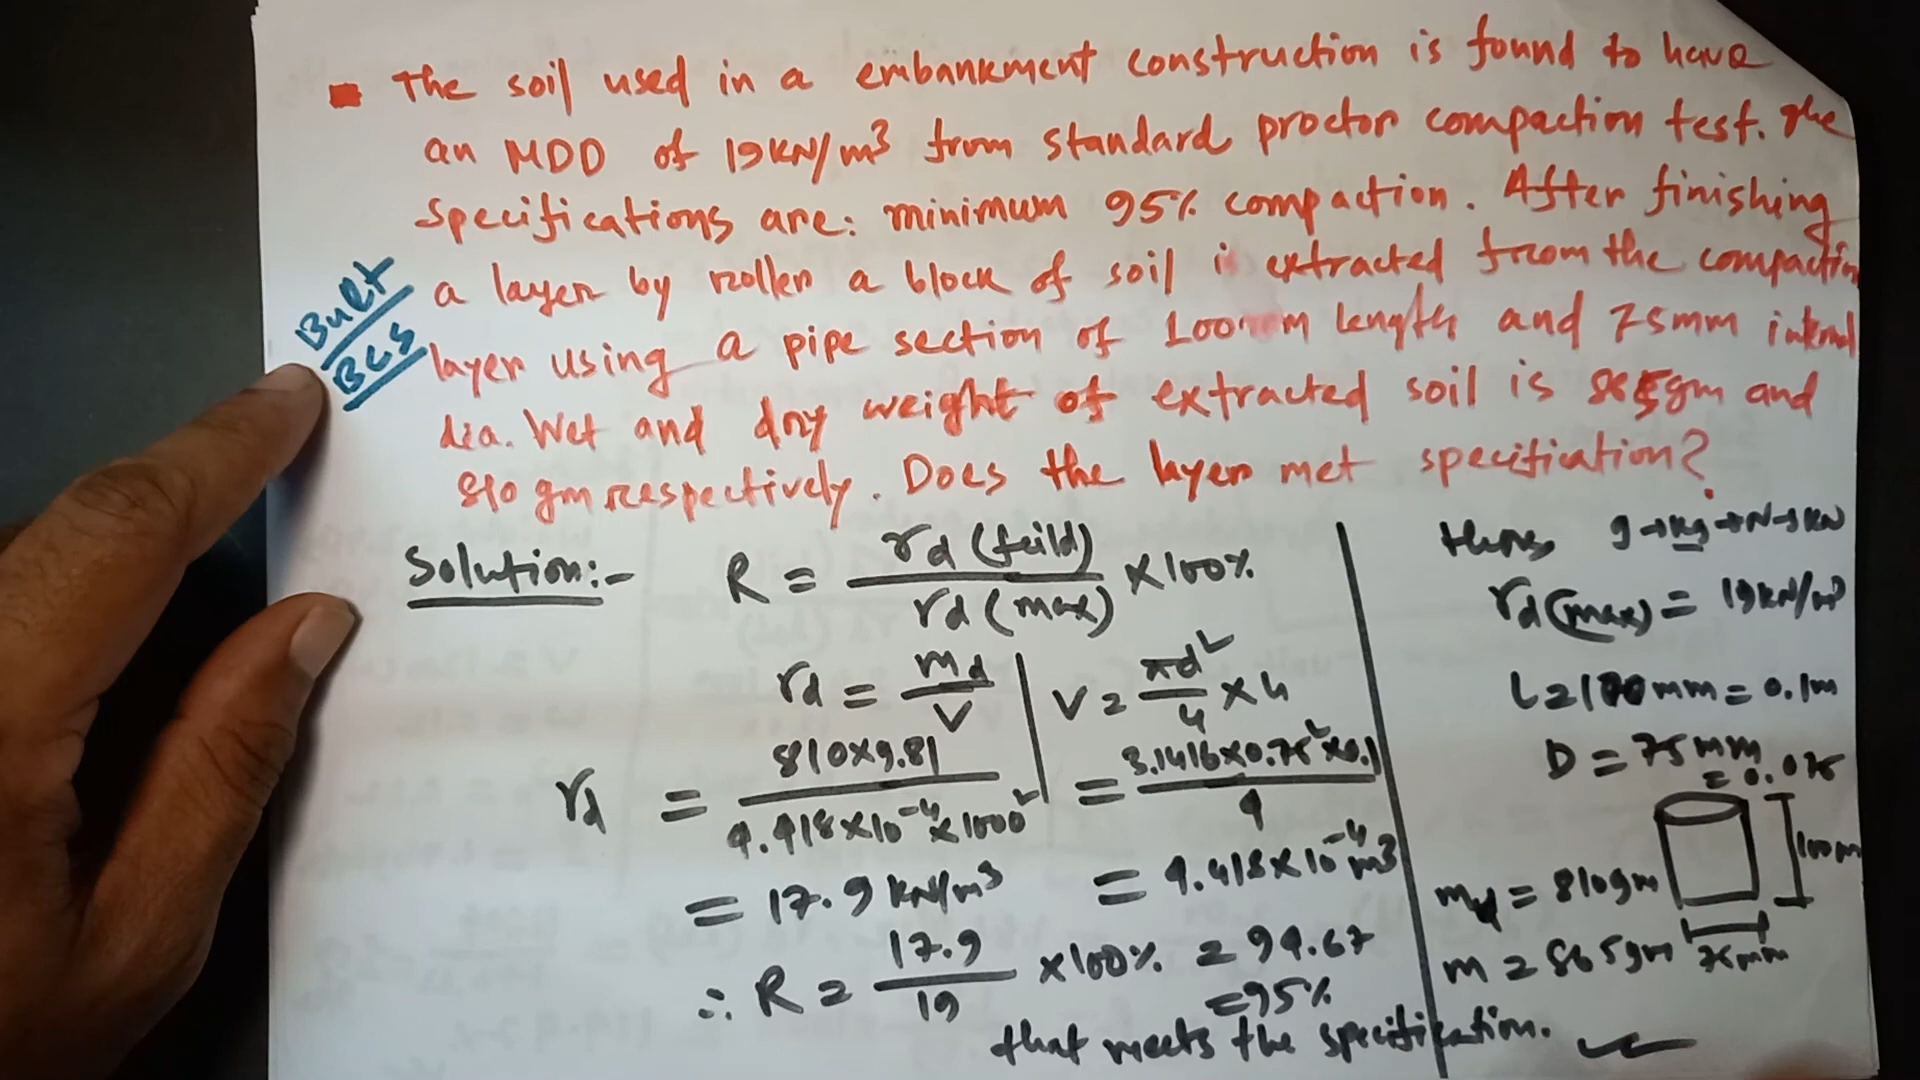 The soil used in a embankment construction is found to have
an MDD of 19KN/m³ from standard proctor compaction test. The
specifications are: minimum 95% compaction. After finishing
a layer by roller a block of soil is extracted from the compaction
layer using a pipe section of 100mm length and 75mm internal
dia. Wet and dry weight of extracted soil is 865gm and
810 gm respectively. Does the layer met specification?
Buet
BCS
Solution:-
R = γd (feild) / γd (max) × 100%
γd = md / V
V = πd² / 4 × h
γd = 810×9.81 / 4.418×10⁻⁴×1000²
= 3.1416×0.75²×0.1 / 4
= 17.9 kN/m³
= 4.418×10⁻⁴ m³
∴ R = 17.9 / 19 × 100% = 94.67
= 95%
that meets the specification.
g→kg→N→kN
γd(max) = 19kN/m³
L = 100mm = 0.1m
D = 75mm
= 0.075
md = 810gm
m = 865gm
75mm